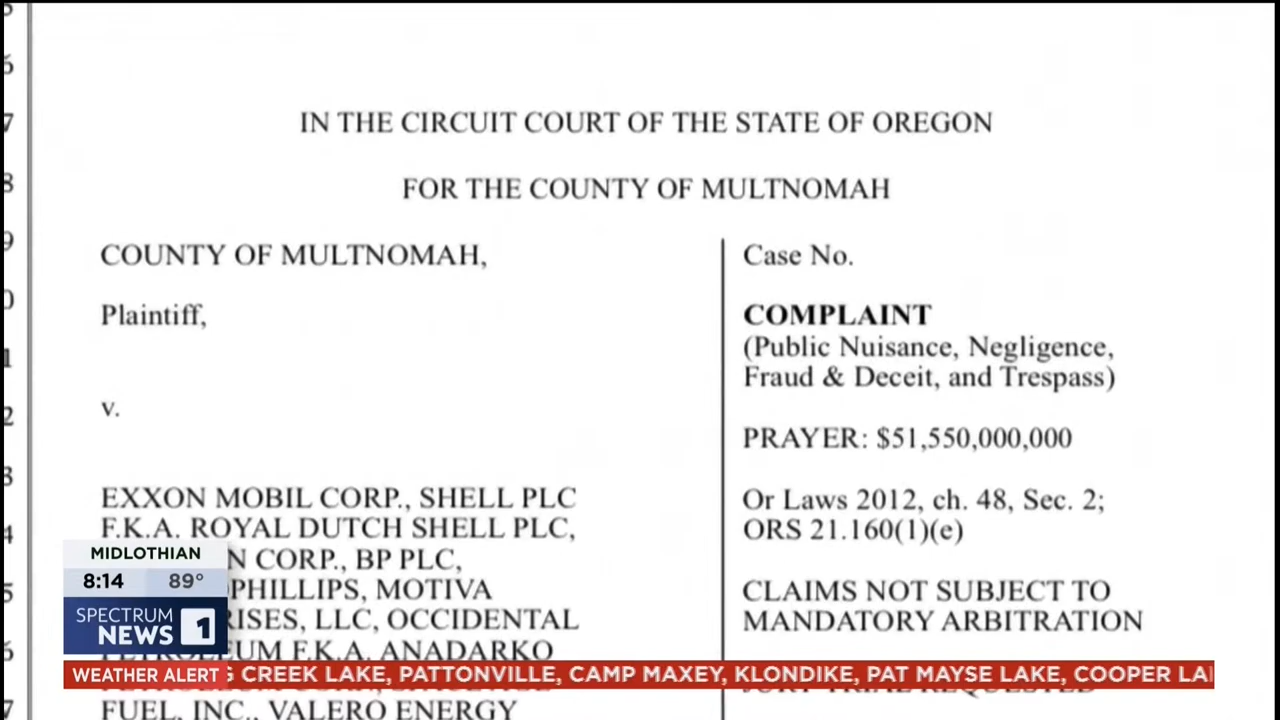 IN THE CIRCUIT COURT OF THE STATE OF OREGON
FOR THE COUNTY OF MULTNOMAH
COUNTY OF MULTNOMAH,
Plaintiff,
v.
EXXON MOBIL CORP., SHELL PLC
F.K.A. ROYAL DUTCH SHELL PLC,
CORP., BP PLC,
MOTIVA
LLC, OCCIDENTAL
F.K.A. ANADARKO
FUEL, INC., VALERO ENERGY
Case No.
COMPLAINT
(Public Nuisance, Negligence,
Fraud & Deceit, and Trespass)
PRAYER: $51,550,000,000
Or Laws 2012, ch. 48, Sec. 2;
ORS 21.160(1)(e)
CLAIMS NOT SUBJECT TO
MANDATORY ARBITRATION
MIDLOTHIAN
8:14 89°
SPECTRUM
NEWS 1
WEATHER ALERT CREEK LAKE, PATTONVILLE, CAMP MAXEY, KLONDIKE, PAT MAYSE LAKE, COOPER